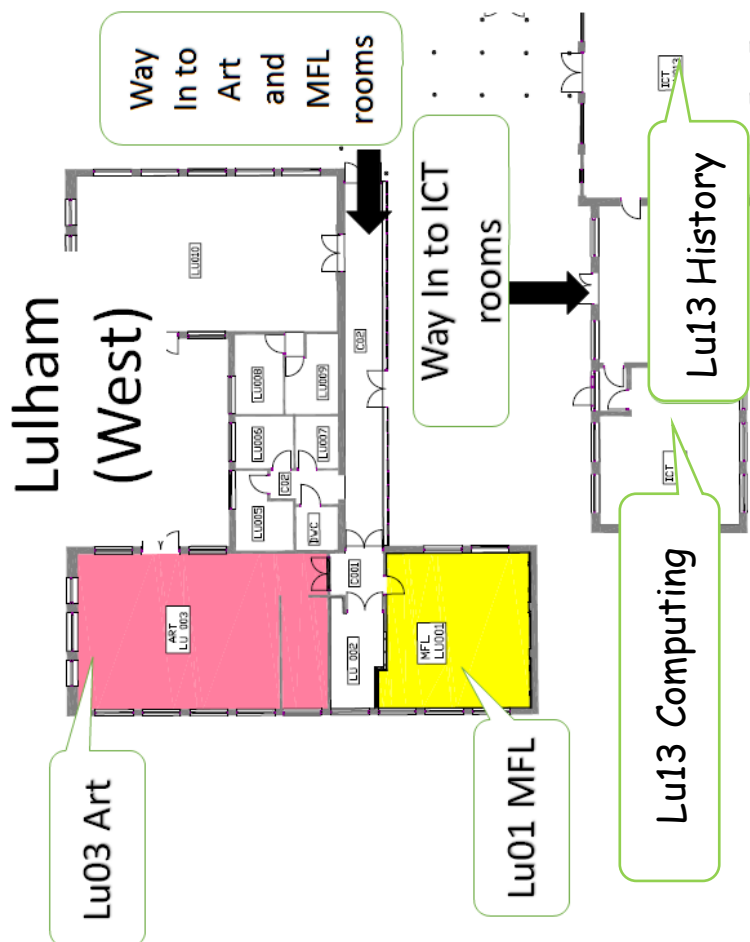 Lulham
(West)
Way
In to
Art
and
MFL
rooms
Lu03 Art
ART
LU 003
LU010
LU008
LU009
LU006
LU007
LU005
C02
DWC
C02
C001
LU 002
MFL
LU001
Lu01 MFL
Way In to ICT
rooms
ICT
ICT
Lu13 History
Lu13 Computing